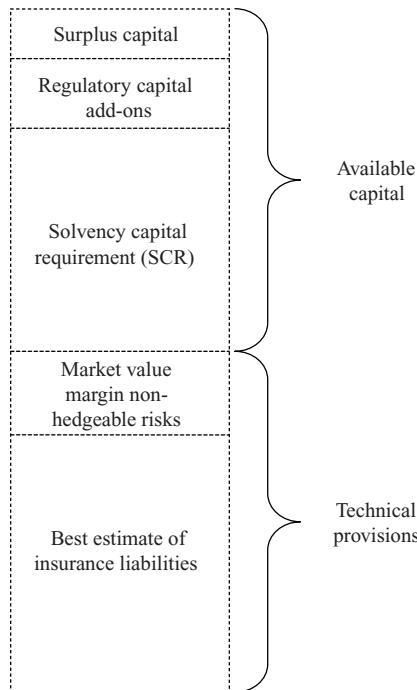 Surplus capital
Regulatory capital
add-ons
Solvency capital
requirement (SCR)
Available
capital
Market value
margin non-
hedgeable risks
Best estimate of
insurance liabilities
Technical
provisions